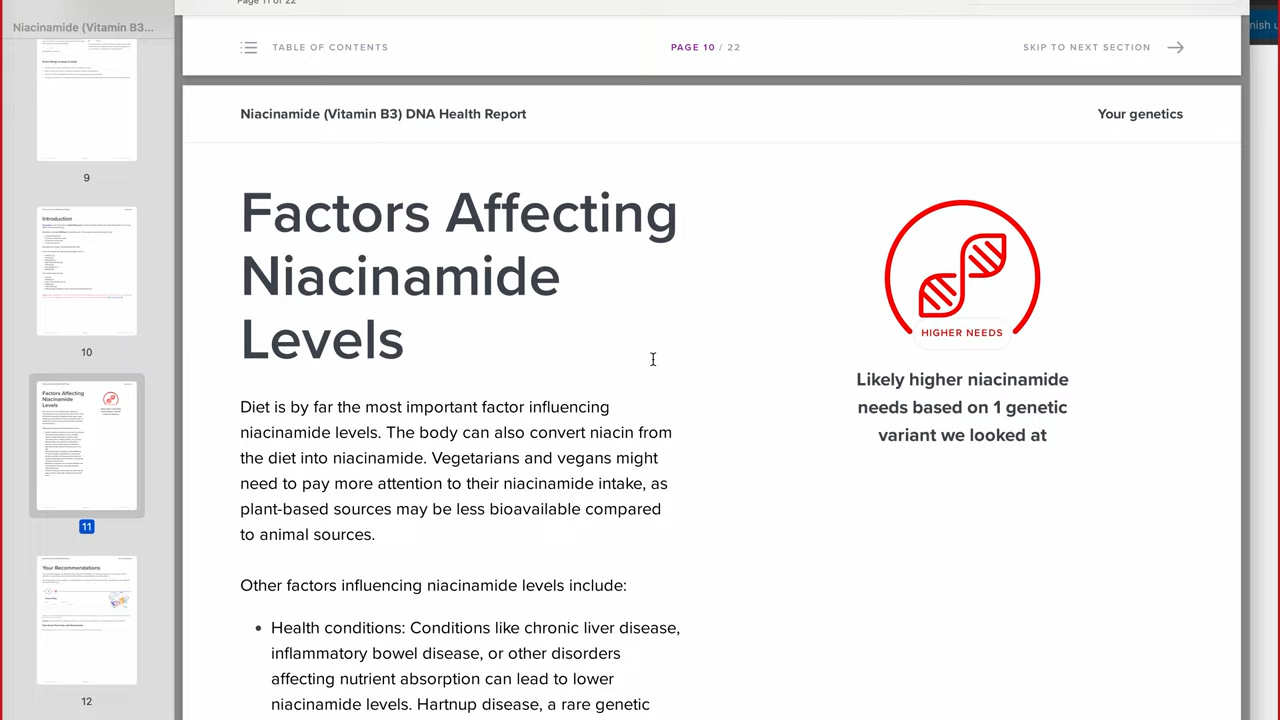 Page 11 of 22
Niacinamide (Vitamin B3...
nish u
TABLE OF CONTENTS
PAGE 10 / 22
SKIP TO NEXT SECTION
Niacinamide (Vitamin B3) DNA Health Report
Your genetics
9
Introduction
10
Factors Affecting
Niacinamide
Levels
11
Your Recommendations
12
Factors Affecting
Niacinamide
Levels
HIGHER NEEDS
Likely higher niacinamide
needs based on 1 genetic
variant we looked at
Diet is by far the most important factor influencing
niacinamide levels. The body can also convert niacin from
the diet into niacinamide. Vegetarians and vegans might
need to pay more attention to their niacinamide intake, as
plant-based sources may be less bioavailable compared
to animal sources.
Other factors influencing niacinamide levels include:
• Health conditions: Conditions like chronic liver disease,
inflammatory bowel disease, or other disorders
affecting nutrient absorption can lead to lower
niacinamide levels. Hartnup disease, a rare genetic